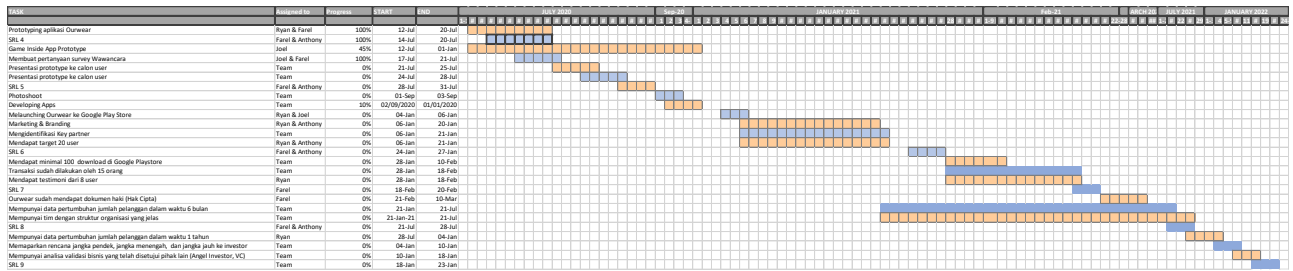 TASK Assigned to Progress START END JULY 2020 Sep-20 JANUARY 2021 Feb-21 ARCH 20 JULY 2021 JANUARY 2022
Prototyping aplikasi Ourwear Ryan & Farel 100% 12-Jul 20-Jul
SRL 4 Farel & Anthony 100% 14-Jul 20-Jul
Game Inside App Prototype Joel 45% 12-Jul 01-Jan
Membuat pertanyaan survey Wawancara Joel & Farel 100% 17-Jul 21-Jul
Presentasi prototype ke calon user Team 0% 21-Jul 25-Jul
Presentasi prototype ke calon user Team 0% 24-Jul 28-Jul
SRL 5 Farel & Anthony 0% 28-Jul 31-Jul
Photoshoot Team 0% 01-Sep 03-Sep
Developing Apps Team 10% 02/09/2020 01/01/2020
Melaunching Ourwear ke Google Play Store Ryan & Joel 0% 04-Jan 06-Jan
Marketing & Branding Ryan & Anthony 0% 06-Jan 20-Jan
Mengidentifikasi Key partner Team 0% 06-Jan 21-Jan
Mendapat target 20 user Ryan & Anthony 0% 06-Jan 21-Jan
SRL 6 Farel & Anthony 0% 24-Jan 27-Jan
Mendapat minimal 100 download di Google Playstore Team 0% 28-Jan 10-Feb
Transaksi sudah dilakukan oleh 15 orang Team 0% 28-Jan 18-Feb
Mendapat testimoni dari 8 user Ryan 0% 28-Jan 18-Feb
SRL 7 Farel 0% 18-Feb 20-Feb
Ourwear sudah mendapat dokumen haki (Hak Cipta) Farel 0% 21-Feb 10-Mar
Mempunyai data pertumbuhan jumlah pelanggan dalam waktu 6 bulan Team 0% 21-Jan 21-Jul
Mempunyai tim dengan struktur organisasi yang jelas Team 0% 21-Jan-21 21-Jul
SRL 8 Farel & Anthony 0% 21-Jul 28-Jul
Mempunyai data pertumbuhan jumlah pelanggan dalam waktu 1 tahun Ryan 0% 28-Jul 04-Jan
Memaparkan rencana jangka pendek, jangka menengah, dan jangka jauh ke investor Team 0% 04-Jan 10-Jan
Mempunyai analisa validasi bisnis yang telah disetujui pihak lain (Angel Investor, VC) Team 0% 10-Jan 18-Jan
SRL 9 Team 0% 18-Jan 23-Jan